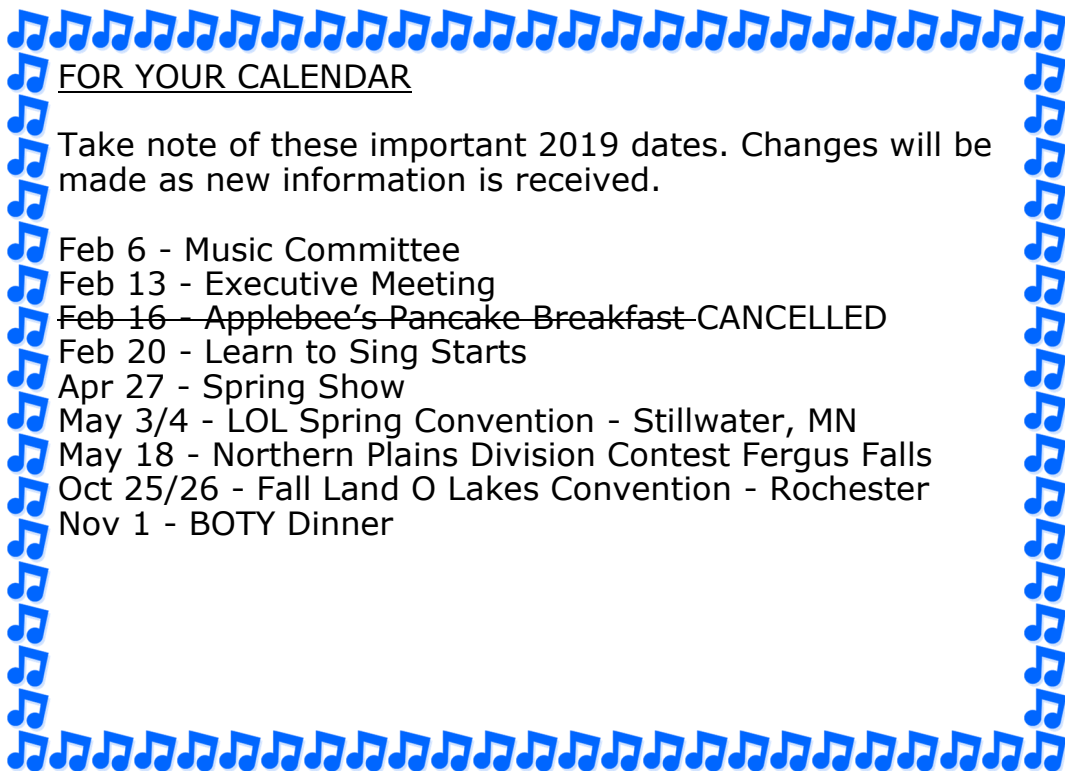 FOR YOUR CALENDAR
Take note of these important 2019 dates. Changes will be
made as new information is received.
Feb 6 - Music Committee
Feb 13 - Executive Meeting
Feb 16 - Applebee’s Pancake Breakfast CANCELLED
Feb 20 - Learn to Sing Starts
Apr 27 - Spring Show
May 3/4 - LOL Spring Convention - Stillwater, MN
May 18 - Northern Plains Division Contest Fergus Falls
Oct 25/26 - Fall Land O Lakes Convention - Rochester
Nov 1 - BOTY Dinner